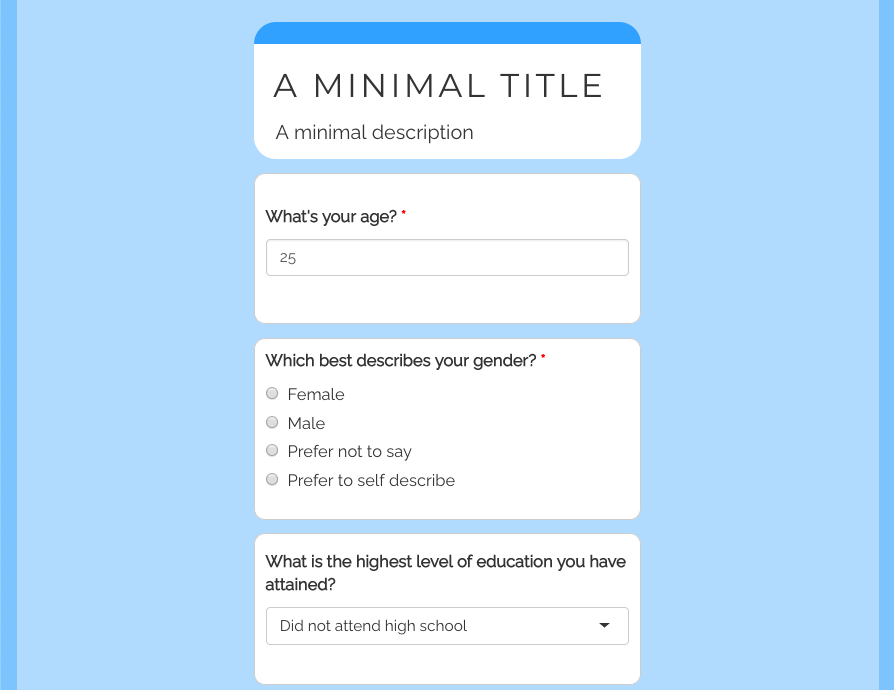 A MINIMAL TITLE
A minimal description
What's your age? *
25
Which best describes your gender? *
Female
Male
Prefer not to say
Prefer to self describe
What is the highest level of education you have
attained?
Did not attend high school